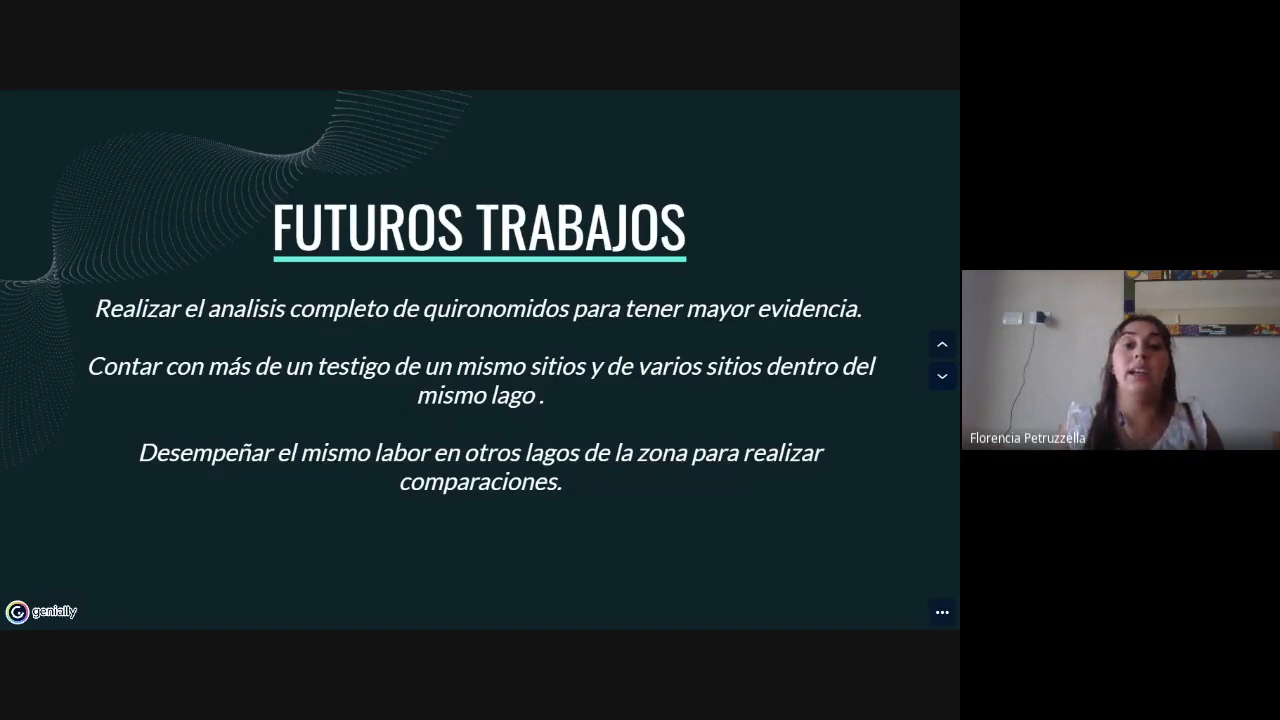 FUTUROS TRABAJOS
Realizar el analisis completo de quironomidos para tener mayor evidencia.
Contar con más de un testigo de un mismo sitios y de varios sitios dentro del
mismo lago .
Desempeñar el mismo labor en otros lagos de la zona para realizar
comparaciones.
Florencia Petruzzella
genially